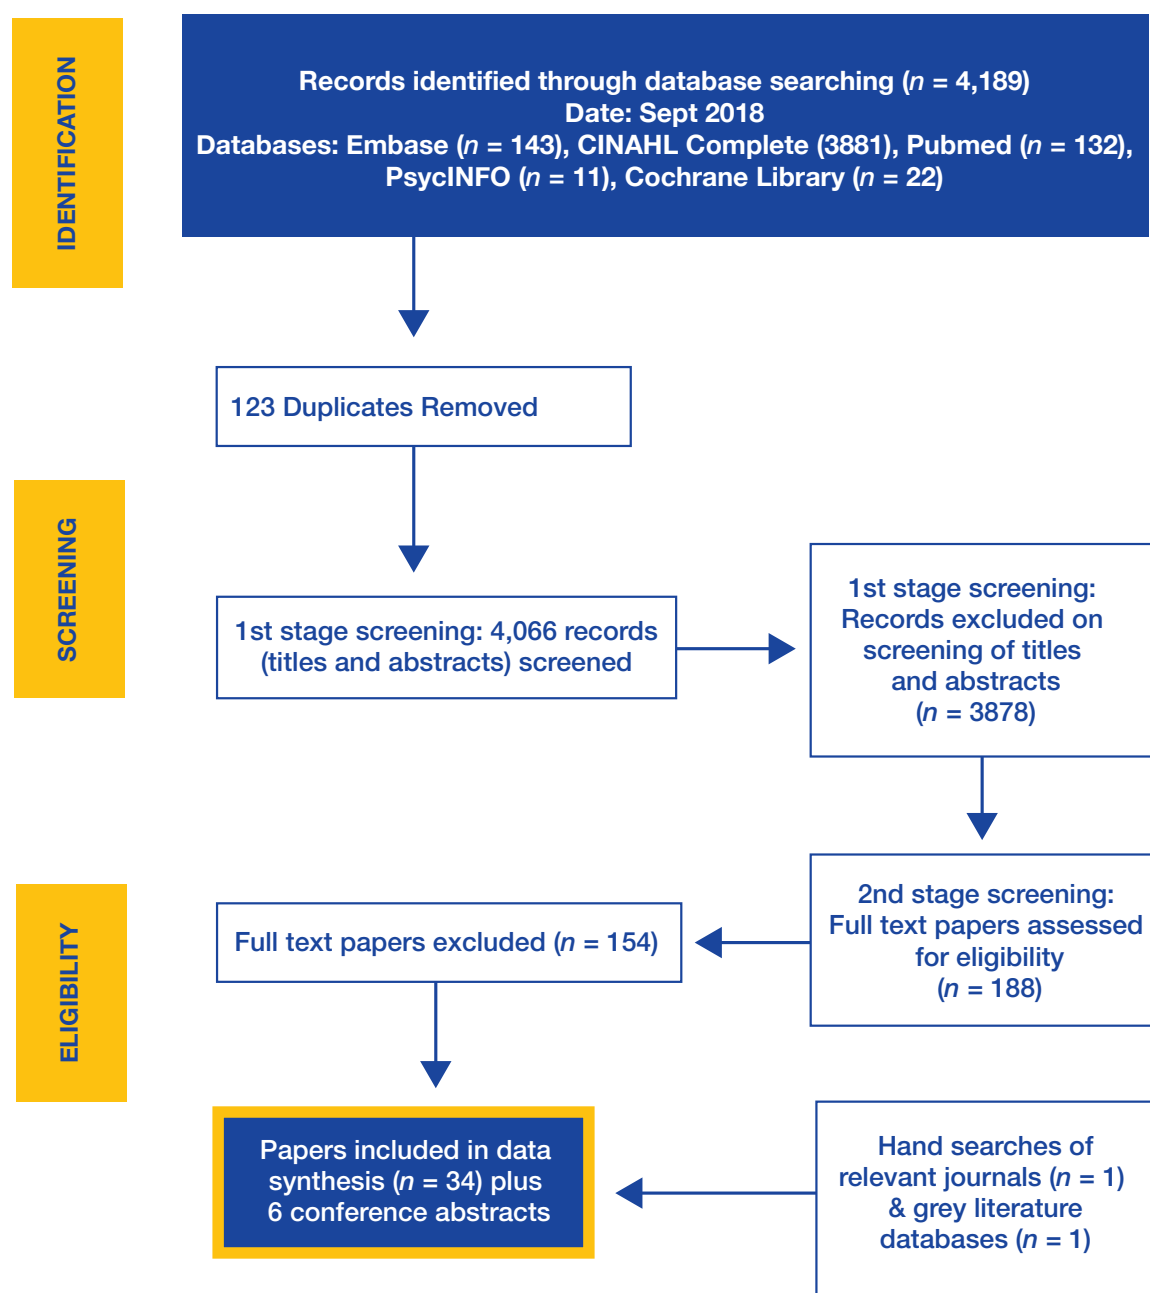 IDENTIFICATION
Records identified through database searching (n = 4,189)
Date: Sept 2018
Databases: Embase (n = 143), CINAHL Complete (3881), Pubmed (n = 132),
PsycINFO (n = 11), Cochrane Library (n = 22)
123 Duplicates Removed
SCREENING
1st stage screening: 4,066 records
(titles and abstracts) screened
1st stage screening:
Records excluded on
screening of titles
and abstracts
(n = 3878)
ELIGIBILITY
2nd stage screening:
Full text papers assessed
for eligibility
(n = 188)
Full text papers excluded (n = 154)
Papers included in data
synthesis (n = 34) plus
6 conference abstracts
Hand searches of
relevant journals (n = 1)
& grey literature
databases (n = 1)